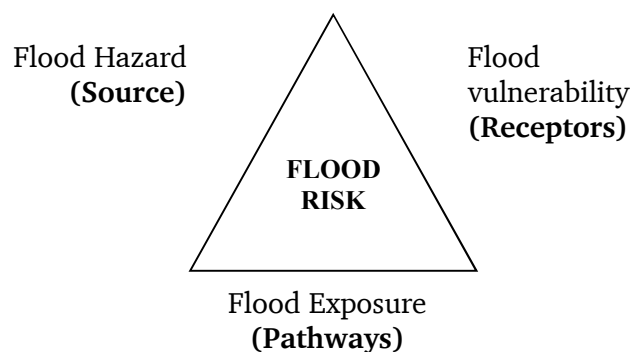 Flood Hazard
(Source)
Flood
vulnerability
(Receptors)
FLOOD
RISK
Flood Exposure
(Pathways)